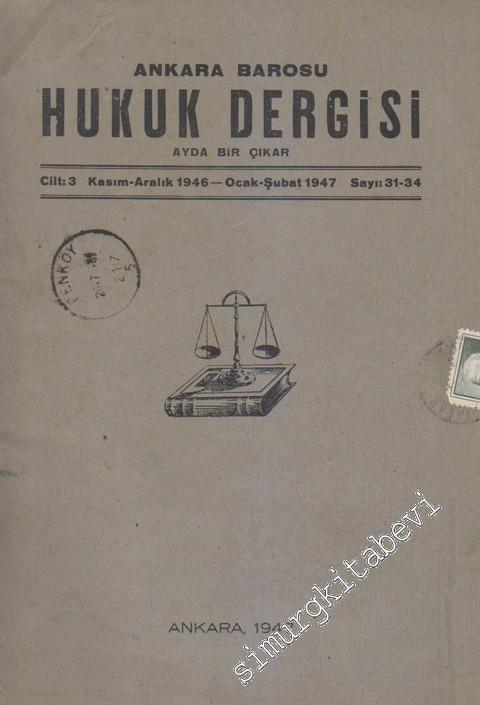 ANKARA BAROSU
HUKUK DERGİSİ
AYDA BİR ÇIKAR
Cilt: 3 Kasım-Aralık 1946 — Ocak-Şubat 1947 Sayı: 31-34
ANKARA,
simurgkitabevi